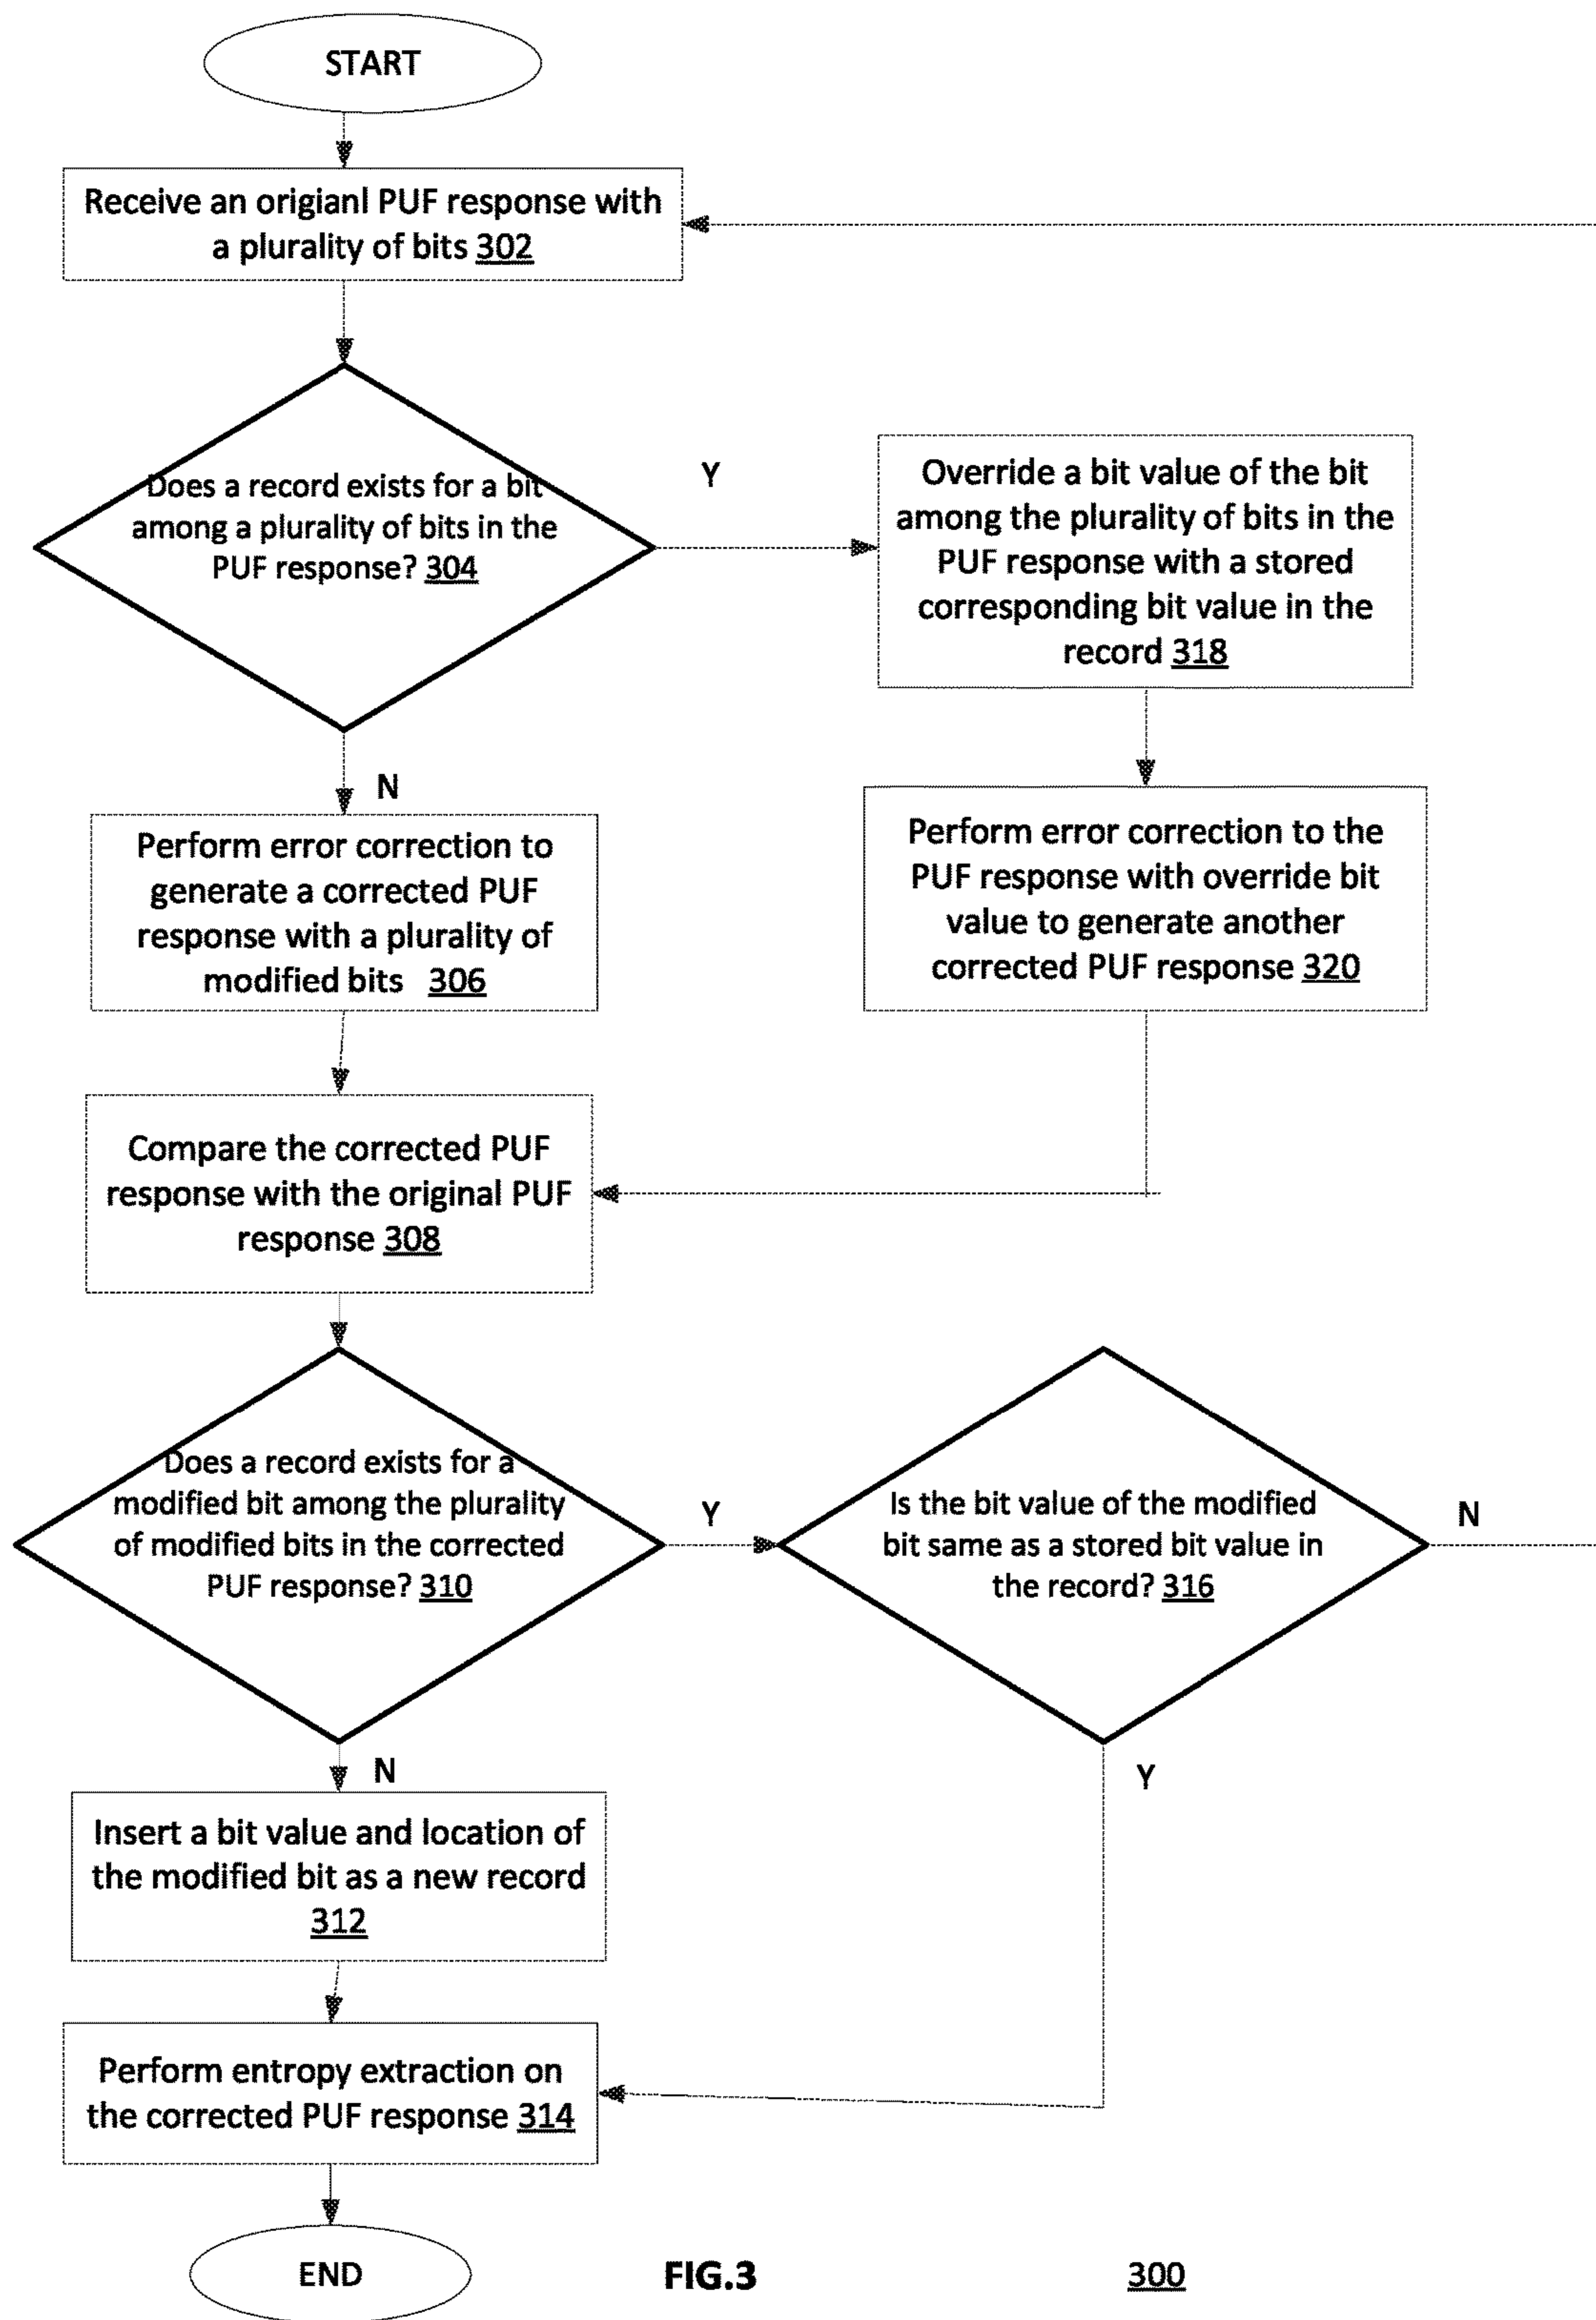 START
Receive an origianl PUF response with
a plurality of bits 302
Does a record exists for a bit
among a plurality of bits in the
PUF response? 304
Y
Override a bit value of the bit
among the plurality of bits in the
PUF response with a stored
corresponding bit value in the
record 318
N
Perform error correction to
generate a corrected PUF
response with a plurality of
modified bits 306
Perform error correction to the
PUF response with override bit
value to generate another
corrected PUF response 320
Compare the corrected PUF
response with the original PUF
response 308
Does a record exists for a
modified bit among the plurality
of modified bits in the corrected
PUF response? 310
Y
Is the bit value of the modified
bit same as a stored bit value in
the record? 316
N
N
Y
Insert a bit value and location of
the modified bit as a new record
312
Perform entropy extraction on
the corrected PUF response 314
END
FIG.3
300